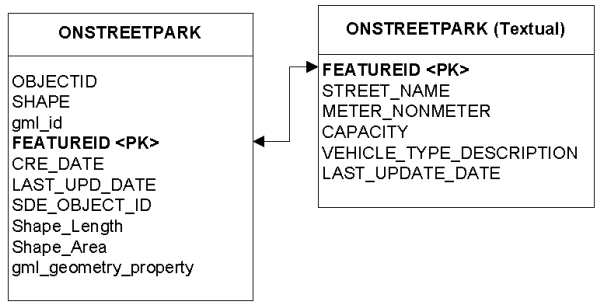 ONSTREETPARK
OBJECTID
SHAPE
gml_id
FEATUREID <PK>
CRE_DATE
LAST_UPD_DATE
SDE_OBJECT_ID
Shape_Length
Shape_Area
gml_geometry_property
ONSTREETPARK (Textual)
FEATUREID <PK>
STREET_NAME
METER_NONMETER
CAPACITY
VEHICLE_TYPE_DESCRIPTION
LAST_UPDATE_DATE